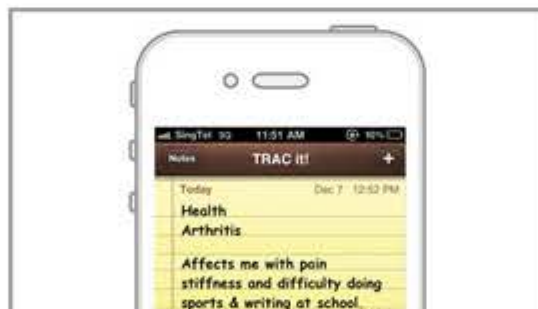 SingTel 3G 11:51 AM 10%
Notes TRAC it! +
Today Dec 7 12:52 PM
Health
Arthritis
Affects me with pain
stiffness and difficulty doing
sports & writing at school.